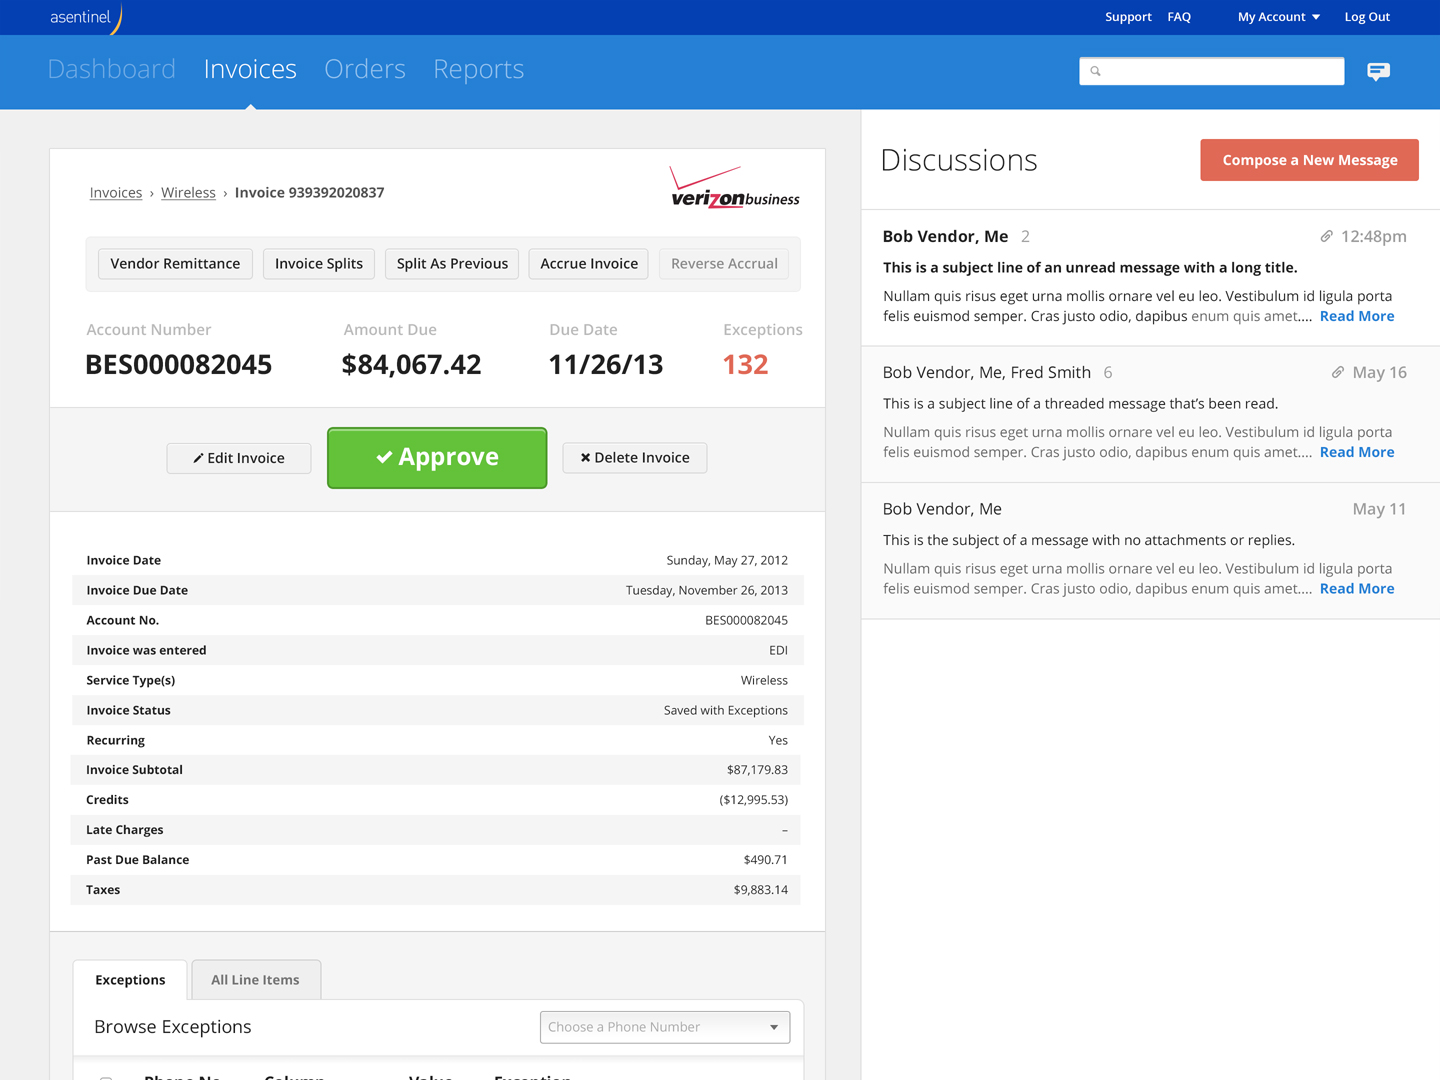 asentinel
Support FAQ My Account Log Out
Dashboard Invoices Orders Reports
Invoices › Wireless › Invoice 939392020837
verizonbusiness
Vendor Remittance Invoice Splits Split As Previous Accrue Invoice Reverse Accrual
Account Number Amount Due Due Date Exceptions
BES000082045 $84,067.42 11/26/13 132
Edit Invoice Approve Delete Invoice
Invoice Date Sunday, May 27, 2012
Invoice Due Date Tuesday, November 26, 2013
Account No. BES000082045
Invoice was entered EDI
Service Type(s) Wireless
Invoice Status Saved with Exceptions
Recurring Yes
Invoice Subtotal $87,179.83
Credits ($12,995.53)
Late Charges –
Past Due Balance $490.71
Taxes $9,883.14
Exceptions All Line Items
Browse Exceptions Choose a Phone Number
Phone No Column Value Exception
Discussions Compose a New Message
Bob Vendor, Me 2 12:48pm
This is a subject line of an unread message with a long title.
Nullam quis risus eget urna mollis ornare vel eu leo. Vestibulum id ligula porta
felis euismod semper. Cras justo odio, dapibus enum quis amet.... Read More
Bob Vendor, Me, Fred Smith 6 May 16
This is a subject line of a threaded message that’s been read.
Nullam quis risus eget urna mollis ornare vel eu leo. Vestibulum id ligula porta
felis euismod semper. Cras justo odio, dapibus enum quis amet.... Read More
Bob Vendor, Me May 11
This is the subject of a message with no attachments or replies.
Nullam quis risus eget urna mollis ornare vel eu leo. Vestibulum id ligula porta
felis euismod semper. Cras justo odio, dapibus enum quis amet.... Read More